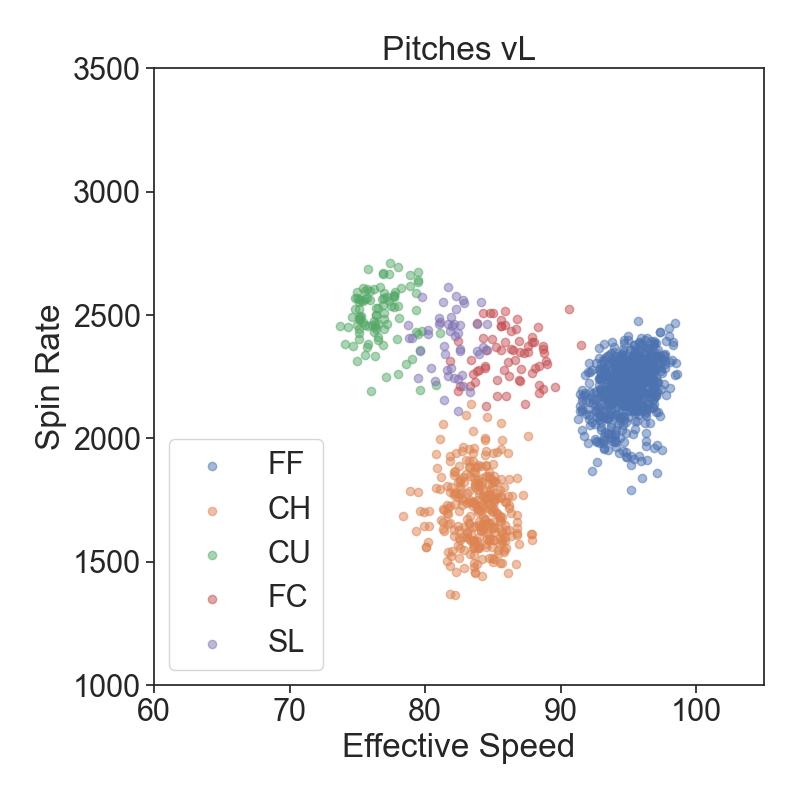 Pitches vL
3500
3000
2500
2000
1500
1000
Spin Rate
FF
CH
CU
FC
SL
60 70 80 90 100
Effective Speed